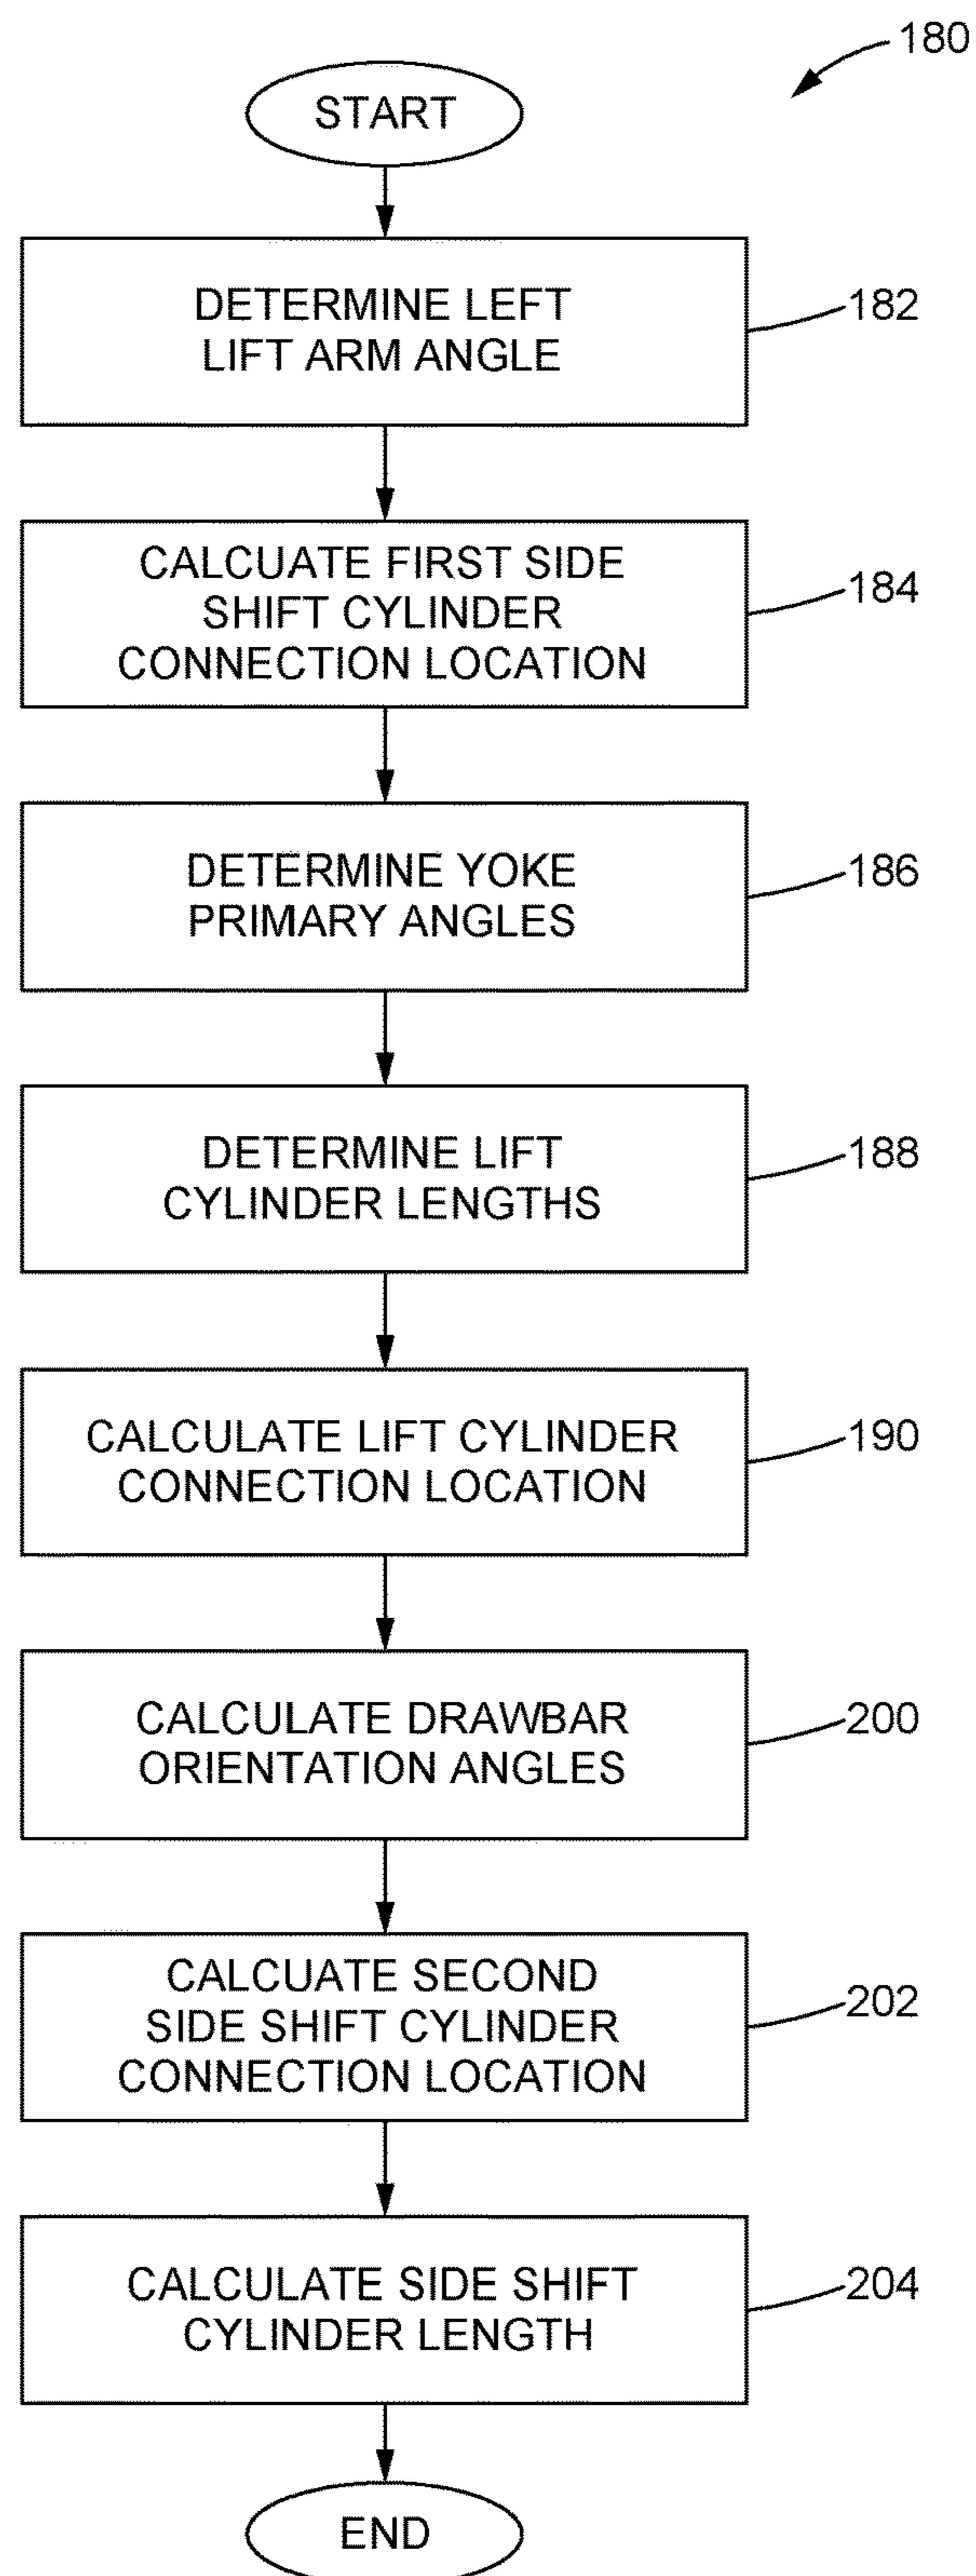 180
START
DETERMINE LEFT
LIFT ARM ANGLE
182
CALCUATE FIRST SIDE
SHIFT CYLINDER
CONNECTION LOCATION
184
DETERMINE YOKE
PRIMARY ANGLES
186
DETERMINE LIFT
CYLINDER LENGTHS
188
CALCULATE LIFT CYLINDER
CONNECTION LOCATION
190
CALCULATE DRAWBAR
ORIENTATION ANGLES
200
CALCUATE SECOND
SIDE SHIFT CYLINDER
CONNECTION LOCATION
202
CALCULATE SIDE SHIFT
CYLINDER LENGTH
204
END